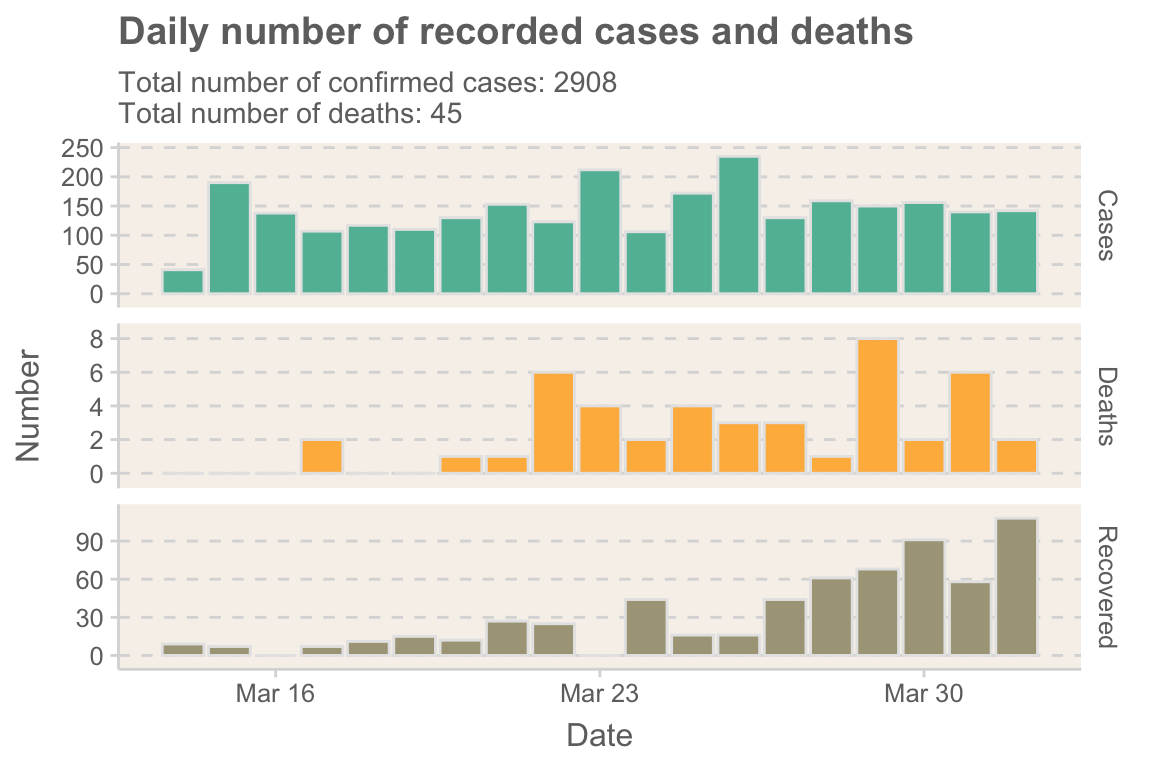 Daily number of recorded cases and deaths
Total number of confirmed cases: 2908
Total number of deaths: 45
250
200
150
100
50
0
Cases
8
6
4
2
0
Deaths
90
60
30
0
Recovered
Number
Mar 16
Mar 23
Mar 30
Date